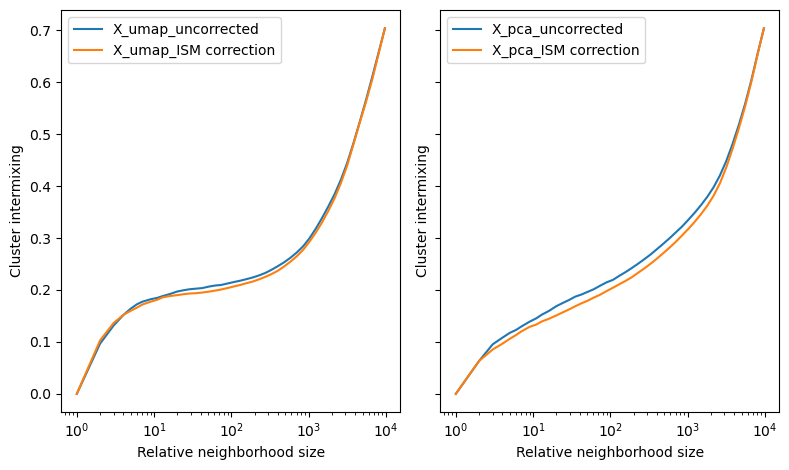 X_umap_uncorrected
X_umap_ISM correction
Cluster intermixing
0.7
0.6
0.5
0.4
0.3
0.2
0.1
0.0
10⁰ 10¹ 10² 10³ 10⁴
Relative neighborhood size
X_pca_uncorrected
X_pca_ISM correction
Cluster intermixing
10⁰ 10¹ 10² 10³ 10⁴
Relative neighborhood size